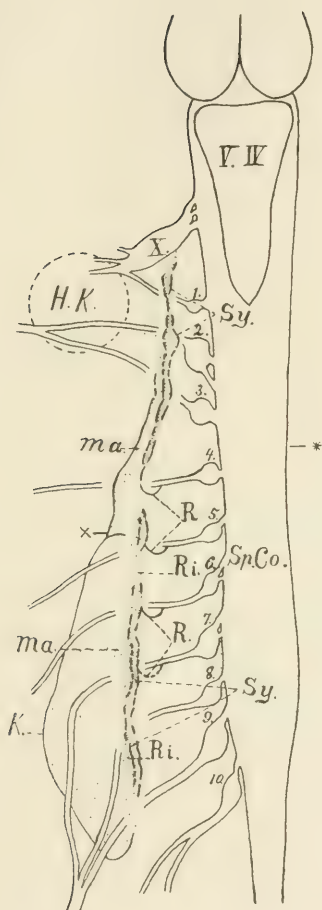 V. IV
X.
H. K.
1.
Sy.
2.
3.
ma
4.
*
R
5.
x
Ri.
6.
Sp. Co.
R.
7.
ma
8.
Sy.
K.
9.
Ri.
10.